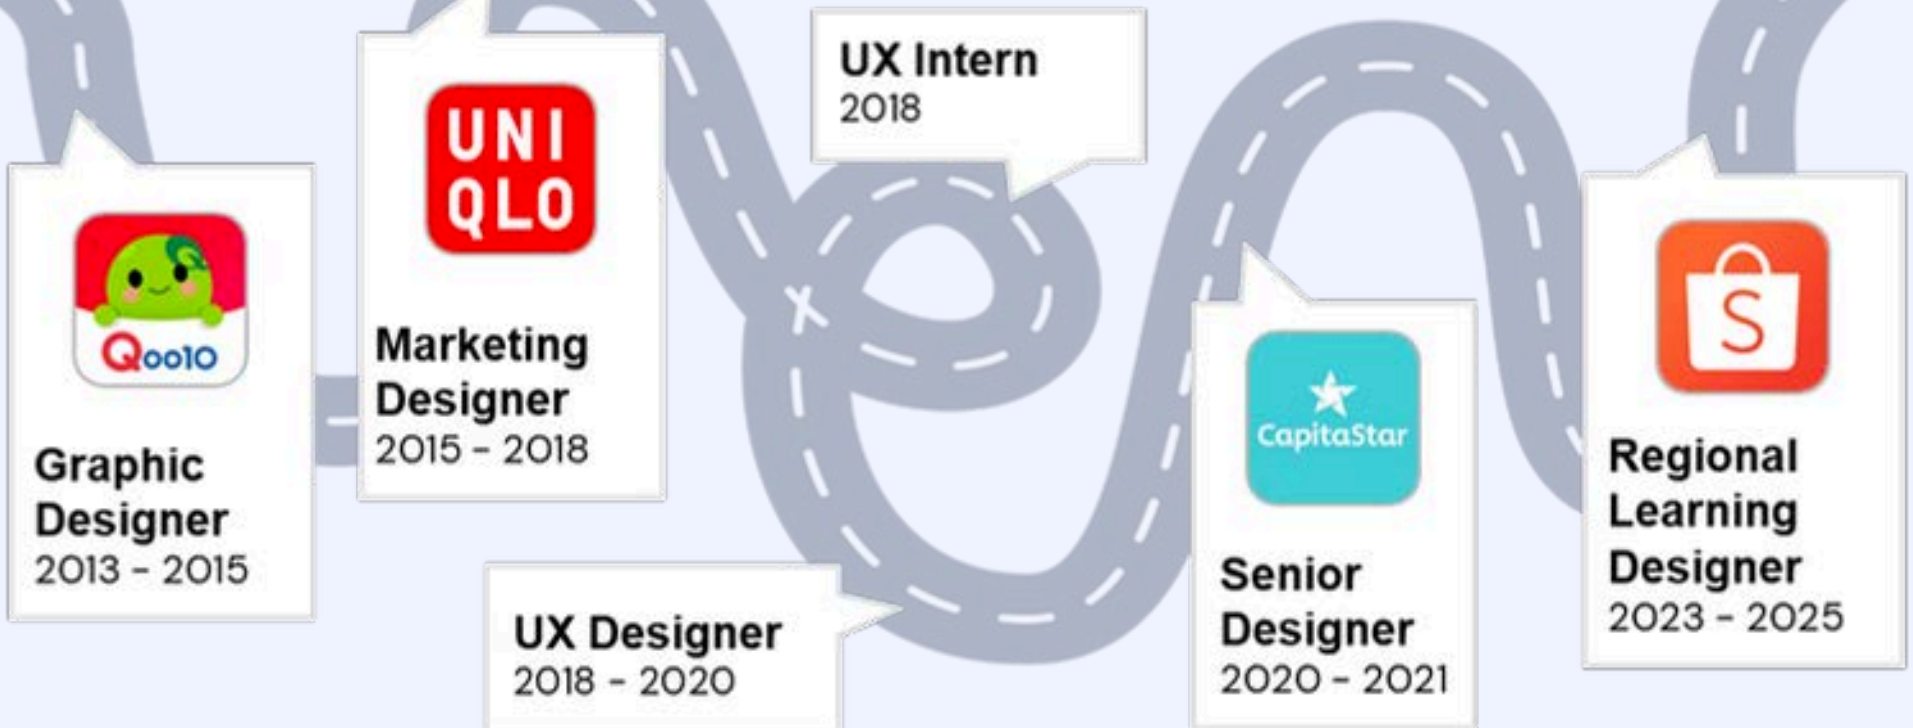 Qoo10
Graphic
Designer
2013 – 2015
UNI
QLO
Marketing
Designer
2015 – 2018
UX Intern
2018
UX Designer
2018 – 2020
CapitaStar
Senior
Designer
2020 – 2021
S
Regional
Learning
Designer
2023 – 2025